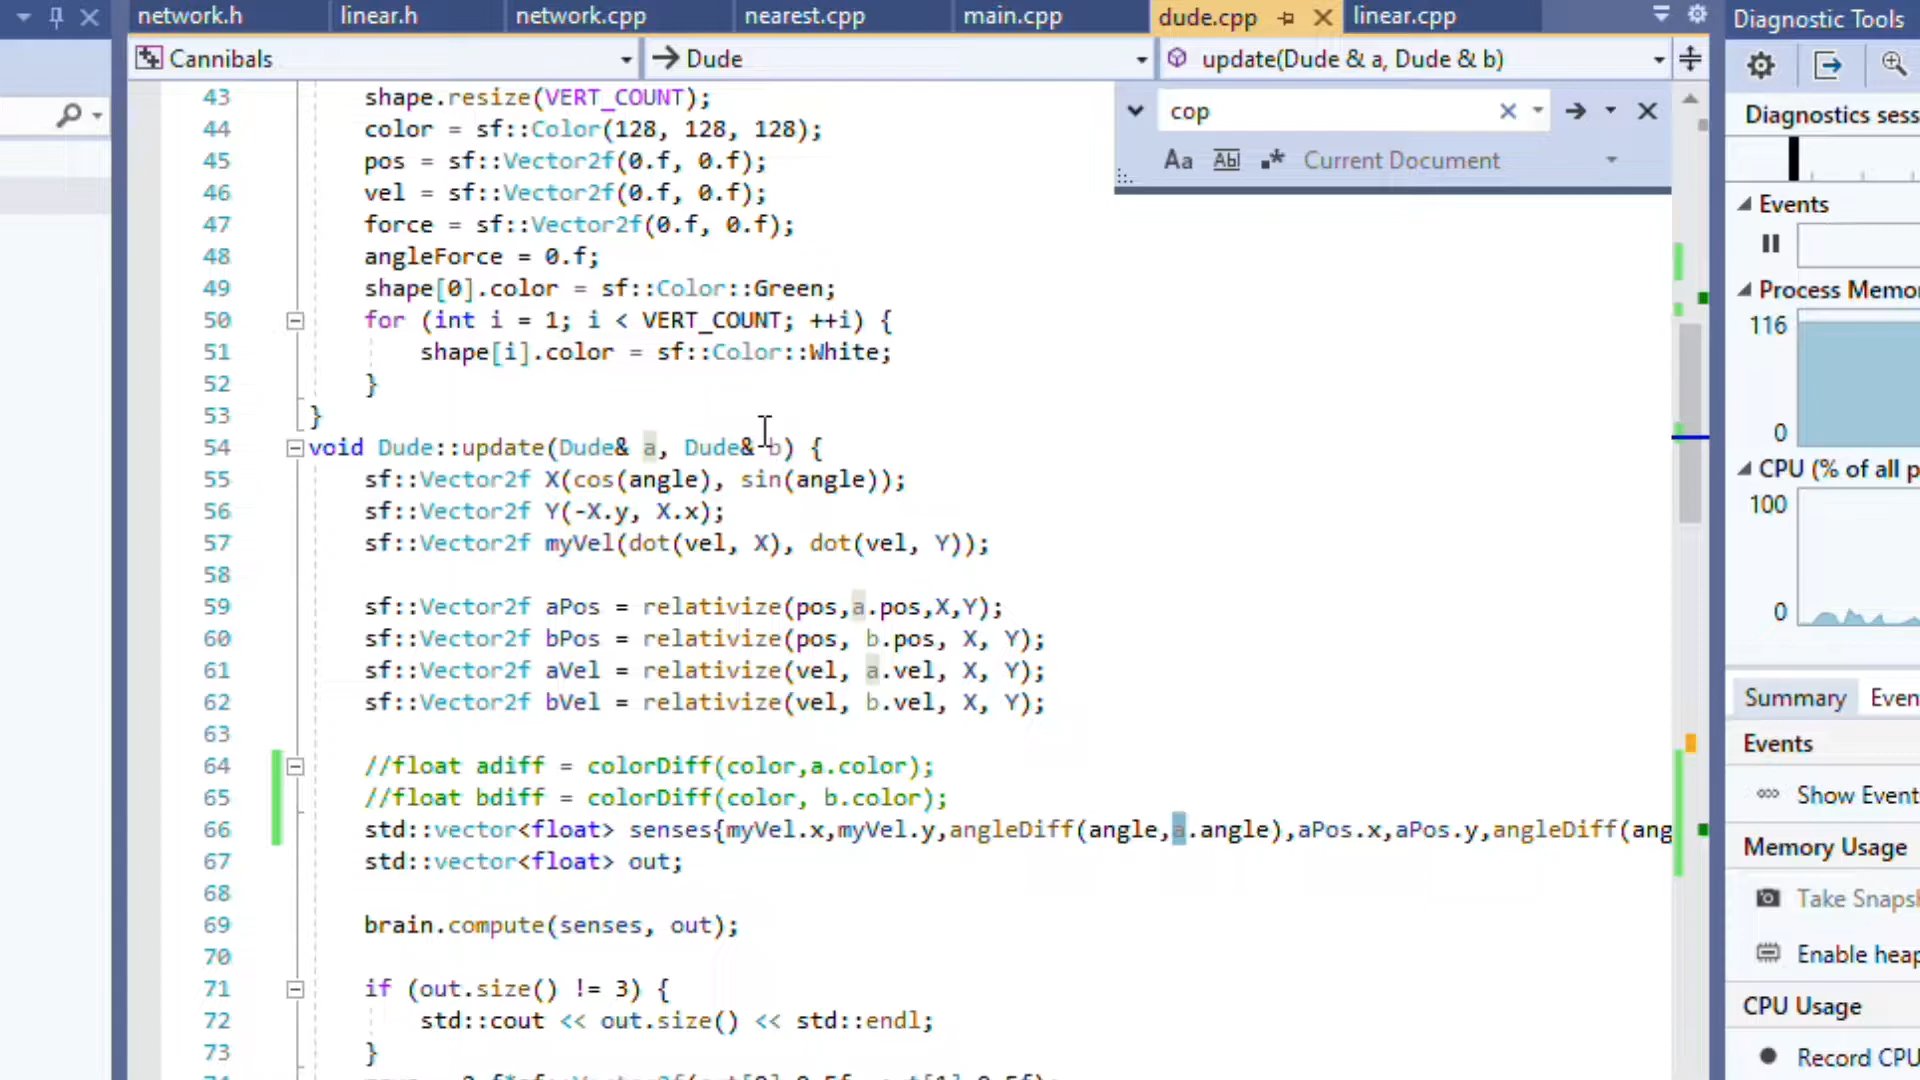 network.h linear.h network.cpp nearest.cpp main.cpp dude.cpp linear.cpp
Diagnostic Tools
Cannibals Dude update(Dude & a, Dude & b)
cop
Aa Abl .* Current Document
43 shape.resize(VERT_COUNT);
44 color = sf::Color(128, 128, 128);
45 pos = sf::Vector2f(0.f, 0.f);
46 vel = sf::Vector2f(0.f, 0.f);
47 force = sf::Vector2f(0.f, 0.f);
48 angleForce = 0.f;
49 shape[0].color = sf::Color::Green;
50 for (int i = 1; i < VERT_COUNT; ++i) {
51 shape[i].color = sf::Color::White;
52 }
53 }
54 void Dude::update(Dude& a, Dude& b) {
55 sf::Vector2f X(cos(angle), sin(angle));
56 sf::Vector2f Y(-X.y, X.x);
57 sf::Vector2f myVel(dot(vel, X), dot(vel, Y));
58
59 sf::Vector2f aPos = relativize(pos,a.pos,X,Y);
60 sf::Vector2f bPos = relativize(pos, b.pos, X, Y);
61 sf::Vector2f aVel = relativize(vel, a.vel, X, Y);
62 sf::Vector2f bVel = relativize(vel, b.vel, X, Y);
63
64 //float adiff = colorDiff(color,a.color);
65 //float bdiff = colorDiff(color, b.color);
66 std::vector<float> senses{myVel.x,myVel.y,angleDiff(angle,a.angle),aPos.x,aPos.y,angleDiff(ang
67 std::vector<float> out;
68
69 brain.compute(senses, out);
70
71 if (out.size() != 3) {
72 std::cout << out.size() << std::endl;
73 }
Diagnostics sess
Events
Process Memo
116
0
CPU (% of all p
100
0
Summary Even
Events
Show Event
Memory Usage
Take Snaps
Enable heap
CPU Usage
Record CPU